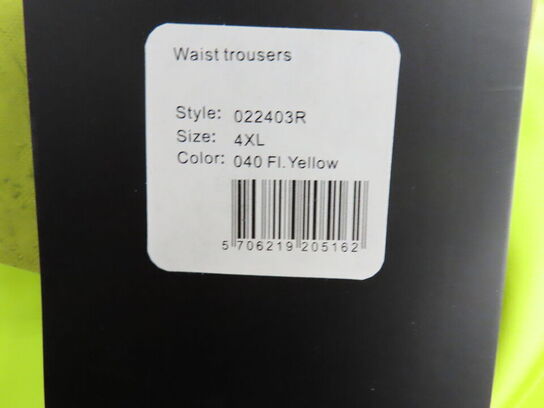 Waist trousers
Style: 022403R
Size: 4XL
Color: 040 Fl. Yellow
5 706219 205162